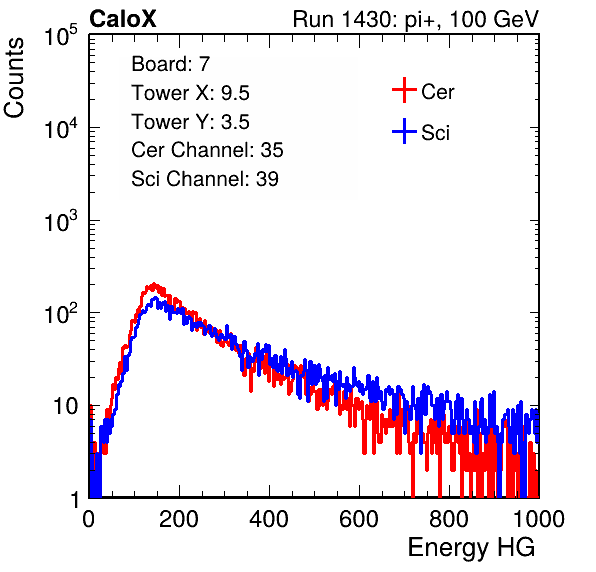 CaloX Run 1430: pi+, 100 GeV
Counts
Board: 7
Tower X: 9.5
Tower Y: 3.5
Cer Channel: 35
Sci Channel: 39
Cer
Sci
10^5
10^4
10^3
10^2
10
1
0 200 400 600 800 1000
Energy HG